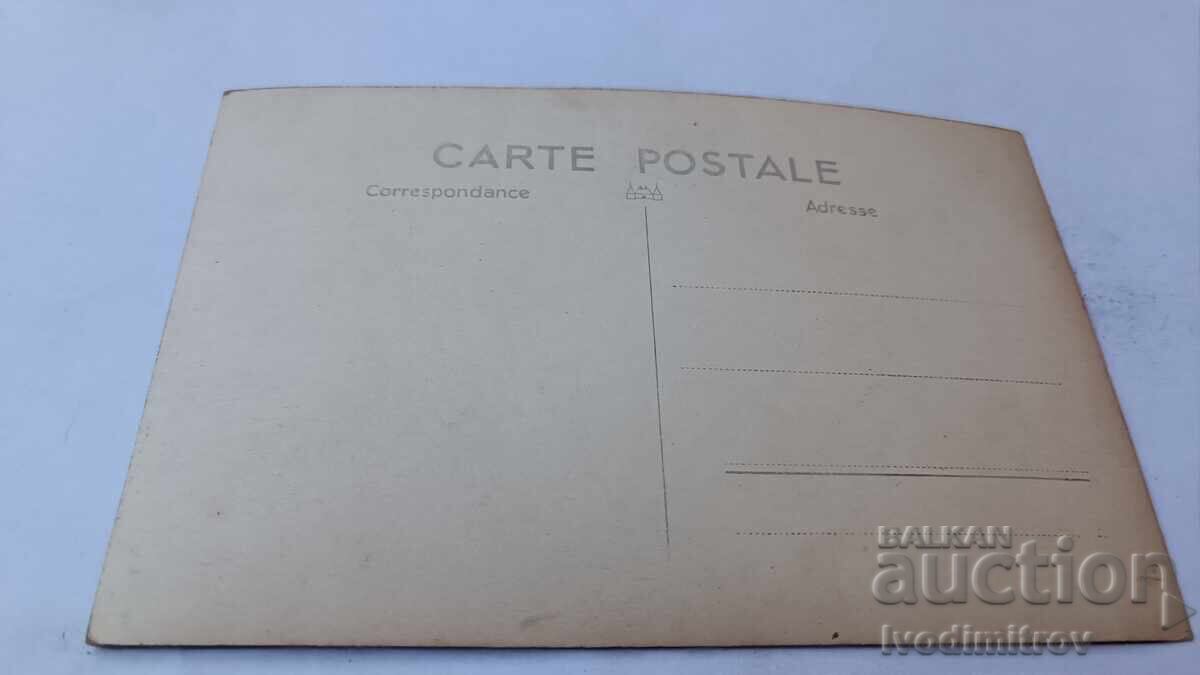 CARTE POSTALE
Correspondance
Adresse
BALKAN
auction
Ivodimitrov